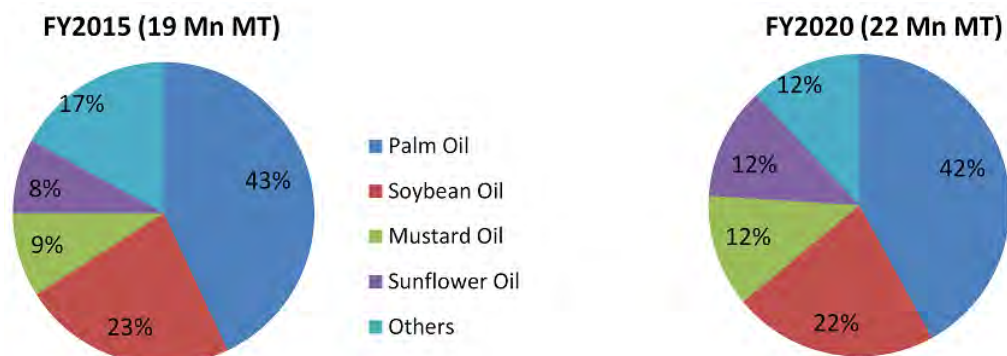 FY2015 (19 Mn MT)
17%
43%
8%
9%
23%
Palm Oil
Soybean Oil
Mustard Oil
Sunflower Oil
Others
FY2020 (22 Mn MT)
12%
42%
12%
12%
22%